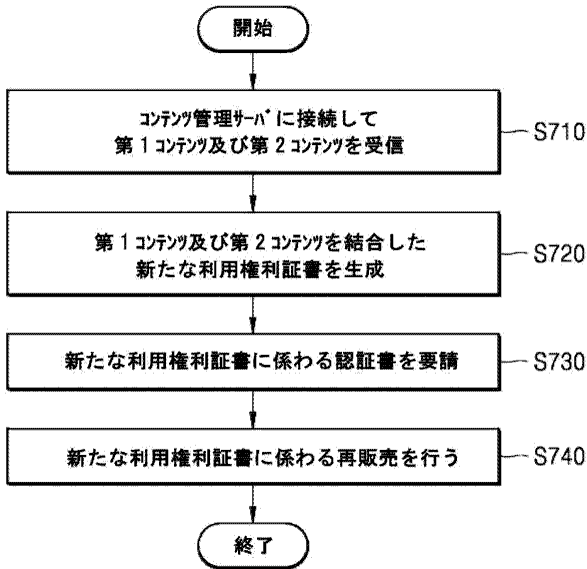 開始
コンテンツ管理サーバに接続して
第1コンテンツ及び第2コンテンツを受信
S710
第1コンテンツ及び第2コンテンツを結合した
新たな利用権利証書を生成
S720
新たな利用権利証書に係わる認証書を要請
S730
新たな利用権利証書に係わる再販売を行う
S740
終了